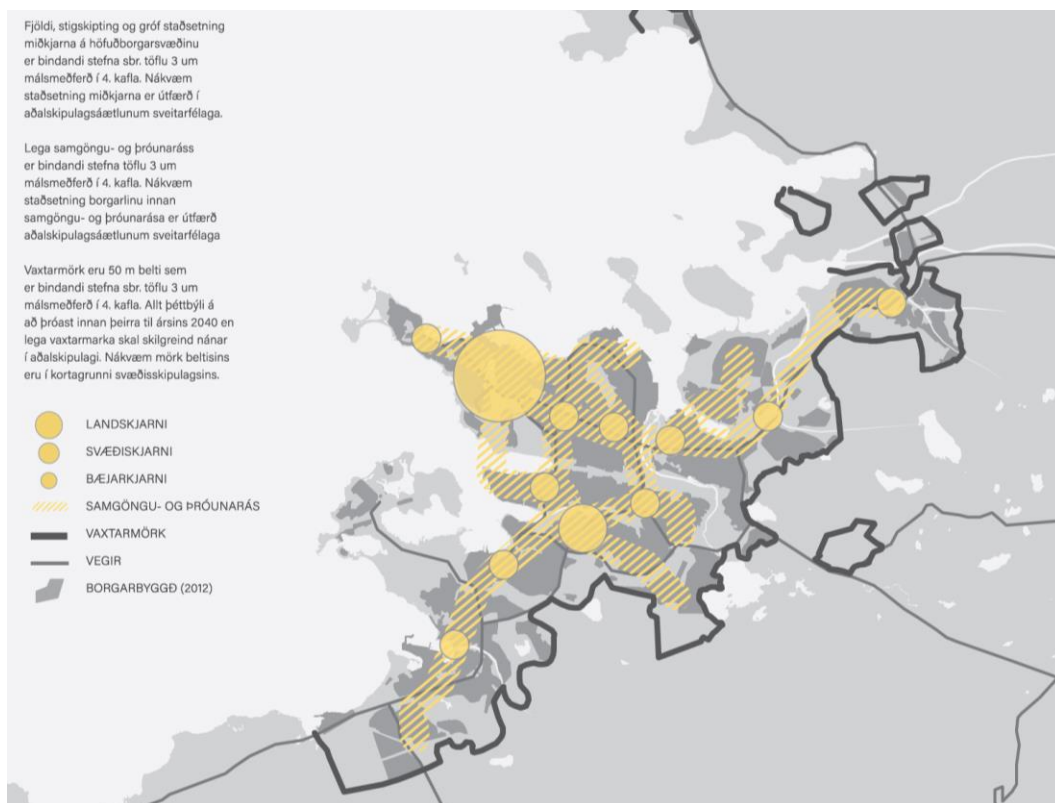 Fjöldi, stigskipting og gróf staðsetning
miðkjarna á höfuðborgarsvæðinu
er bindandi stefna sbr. töflu 3 um
málsmeðferð í 4. kafla. Nákvæm
staðsetning miðkjarna er útfærð í
aðalskipulagsáætlunum sveitarfélaga.
Lega samgöngu- og þróunaráss
er bindandi stefna töflu 3 um
málsmeðferð í 4. kafla. Nákvæm
staðsetning borgarlinu innan
samgöngu- og þróunarása er útfærð
aðalskipulagsáætlunum sveitarfélaga
Vaxtarmörk eru 50 m belti sem
er bindandi stefna sbr. töflu 3 um
málsmeðferð í 4. kafla. Allt þéttbýli á
að þróast innan þeirra til ársins 2040 en
lega vaxtarmarka skal skilgreind nánar
í aðalskipulagi. Nákvæm mörk beltisins
eru í kortagrunni svæðisskipulagsins.
LANDSKJARNI
SVÆÐISKJARNI
BÆJARKJARNI
SAMGÖNGU- OG ÞRÓUNARÁS
VAXTARMÖRK
VEGIR
BORGARBYGGÐ (2012)